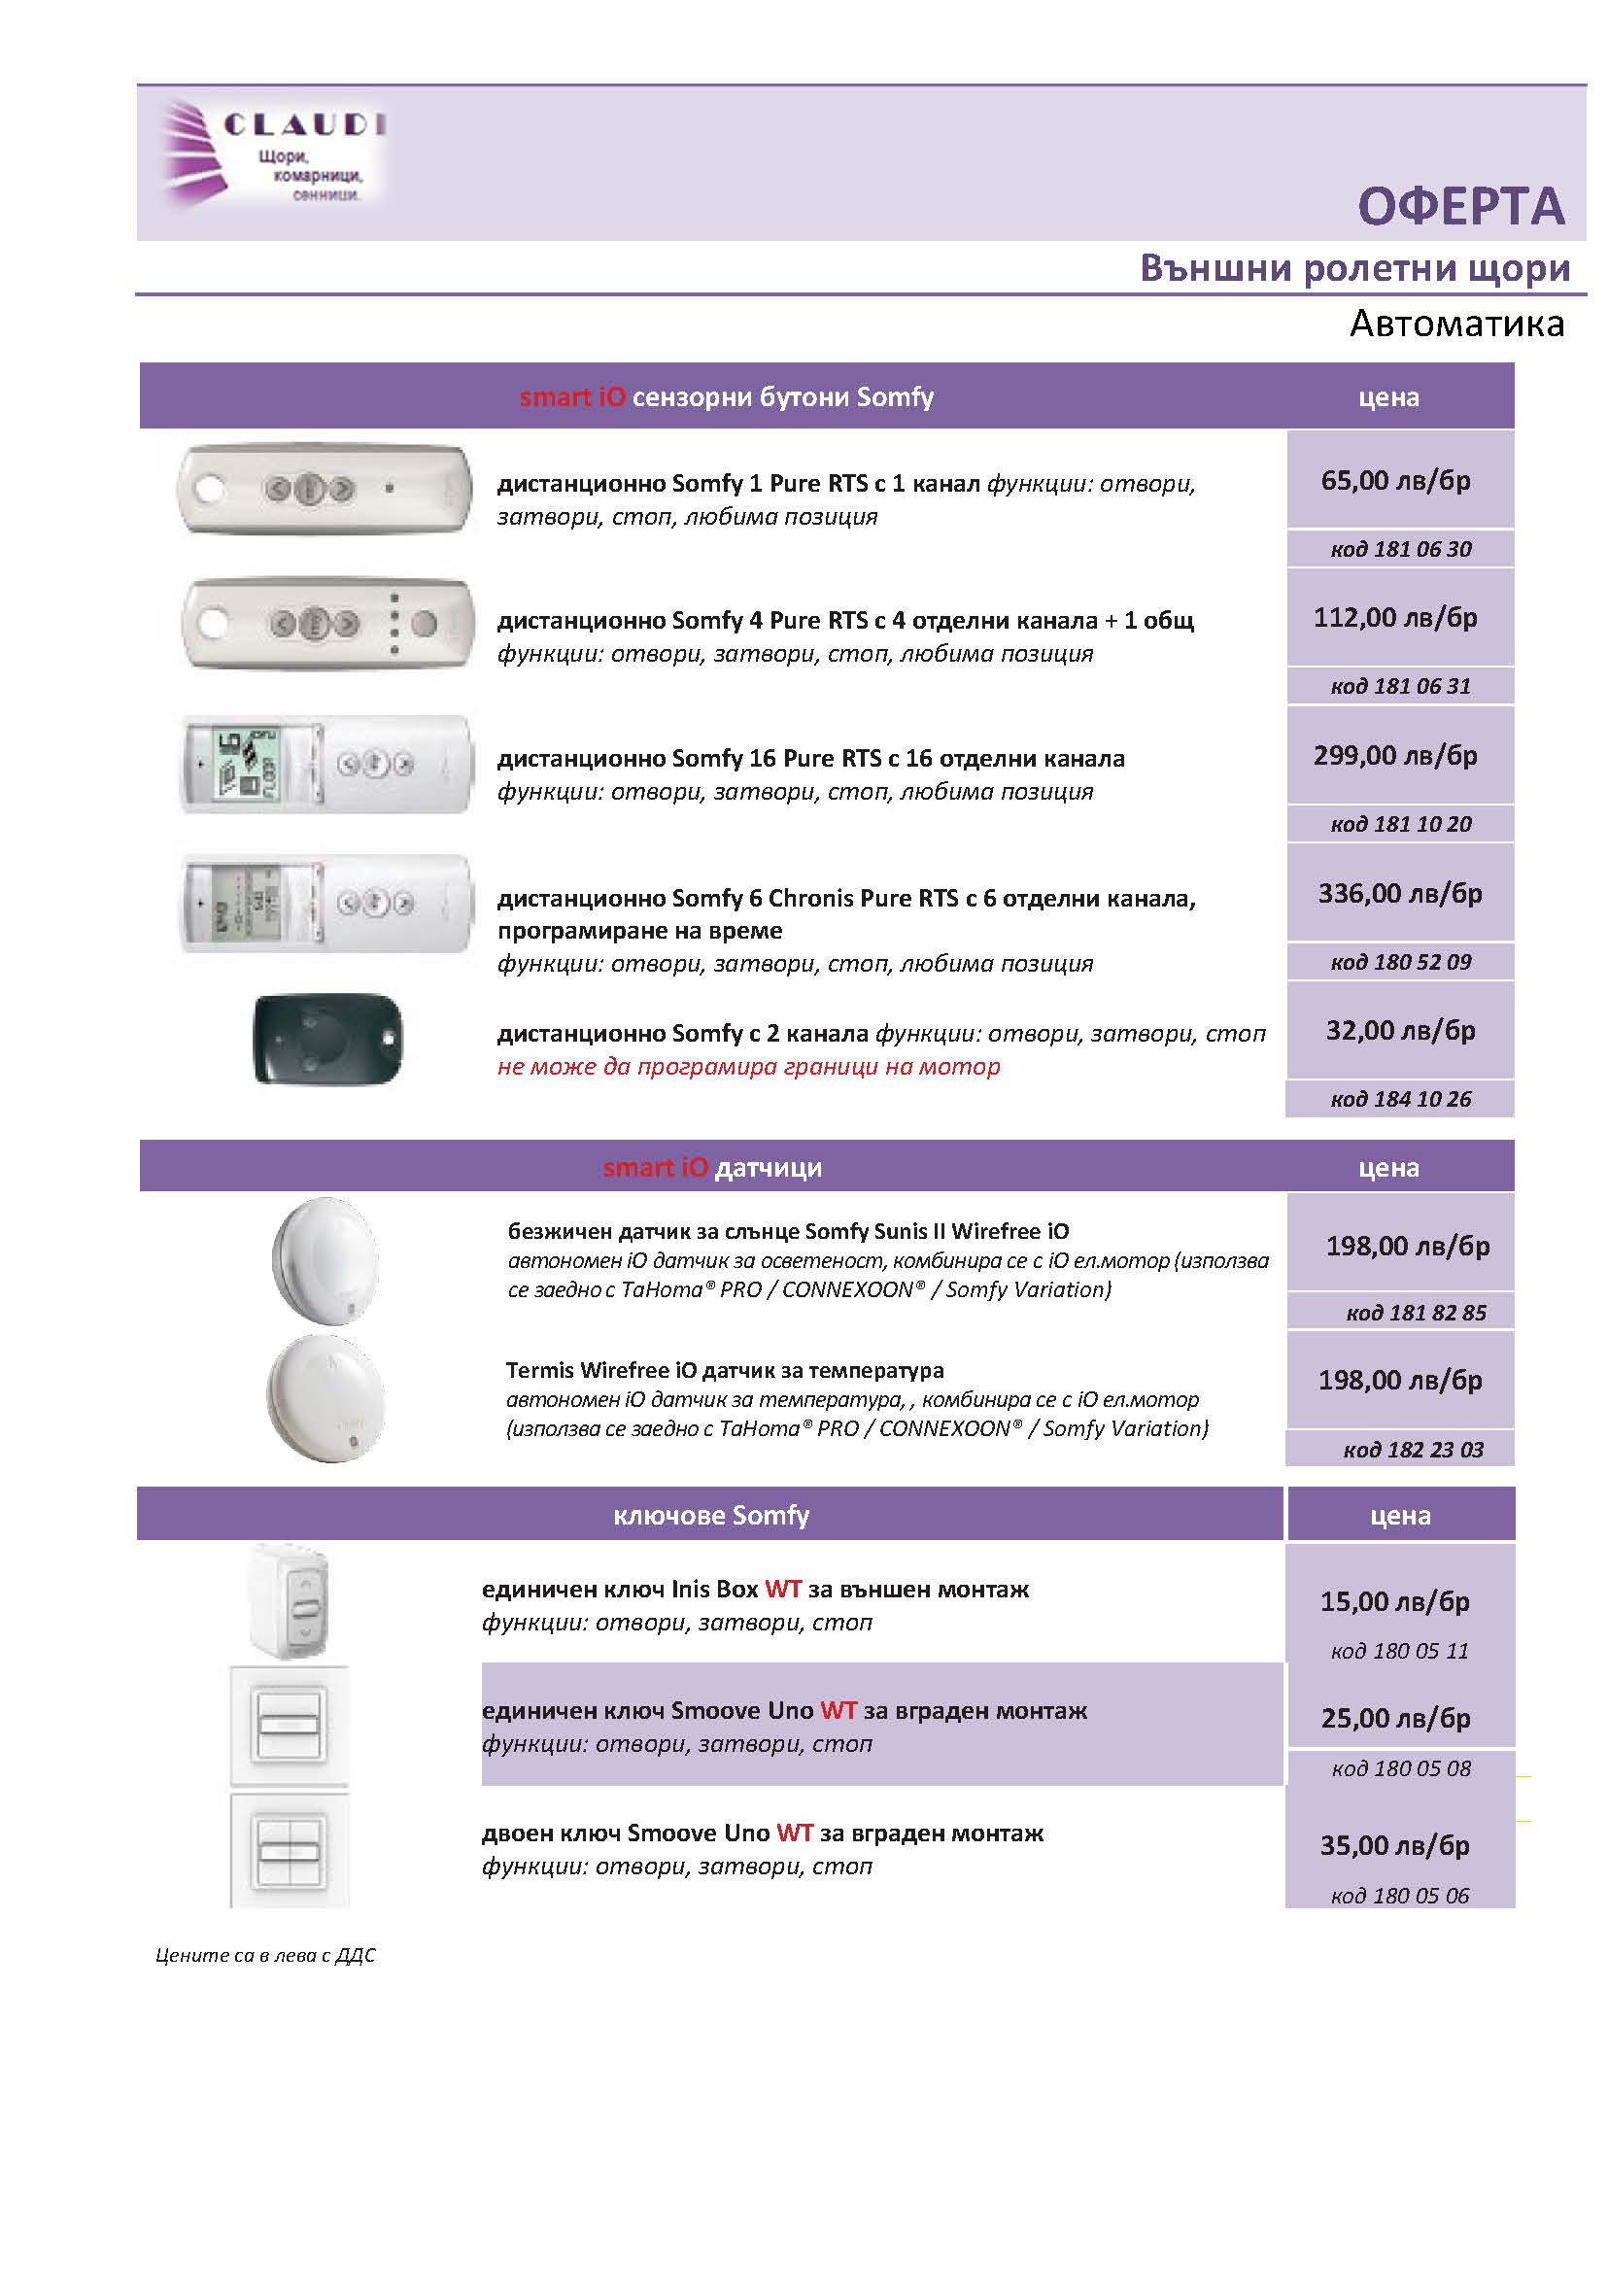 CLAUDI
Щори,
комарници,
сенници.
ОФЕРТА
Външни ролетни щори
Автоматика
smart iO сензорни бутони Somfy цена
дистанционно Somfy 1 Pure RTS с 1 канал функции: отвори,
затвори, стоп, любима позиция
65,00 лв/бр
код 181 06 30
дистанционно Somfy 4 Pure RTS с 4 отделни канала + 1 общ
функции: отвори, затвори, стоп, любима позиция
112,00 лв/бр
код 181 06 31
дистанционно Somfy 16 Pure RTS с 16 отделни канала
функции: отвори, затвори, стоп, любима позиция
299,00 лв/бр
код 181 10 20
дистанционно Somfy 6 Chronis Pure RTS с 6 отделни канала,
програмиране на време
функции: отвори, затвори, стоп, любима позиция
336,00 лв/бр
код 180 52 09
дистанционно Somfy с 2 канала функции: отвори, затвори, стоп
не може да програмира граници на мотор
32,00 лв/бр
код 184 10 26
smart iO датчици цена
безжичен датчик за слънце Somfy Sunis II Wirefree iO
автономен iO датчик за осветеност, комбинира се с iO ел.мотор (използва
се заедно с TaHoma® PRO / CONNEXOON® / Somfy Variation)
198,00 лв/бр
код 181 82 85
Termis Wirefree iO датчик за температура
автономен iO датчик за температура, , комбинира се с iO ел.мотор
(използва се заедно с TaHoma® PRO / CONNEXOON® / Somfy Variation)
198,00 лв/бр
код 182 23 03
ключове Somfy цена
единичен ключ Inis Box WT за външен монтаж
функции: отвори, затвори, стоп
15,00 лв/бр
код 180 05 11
единичен ключ Smoove Uno WT за вграден монтаж
функции: отвори, затвори, стоп
25,00 лв/бр
код 180 05 08
двоен ключ Smoove Uno WT за вграден монтаж
функции: отвори, затвори, стоп
35,00 лв/бр
код 180 05 06
Цените са в лева с ДДС